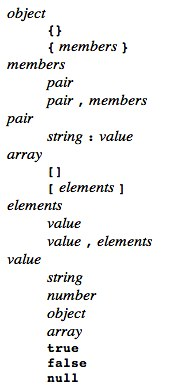 object
{}
{ members }
members
pair
pair , members
pair
string : value
array
[]
[ elements ]
elements
value
value , elements
value
string
number
object
array
true
false
null